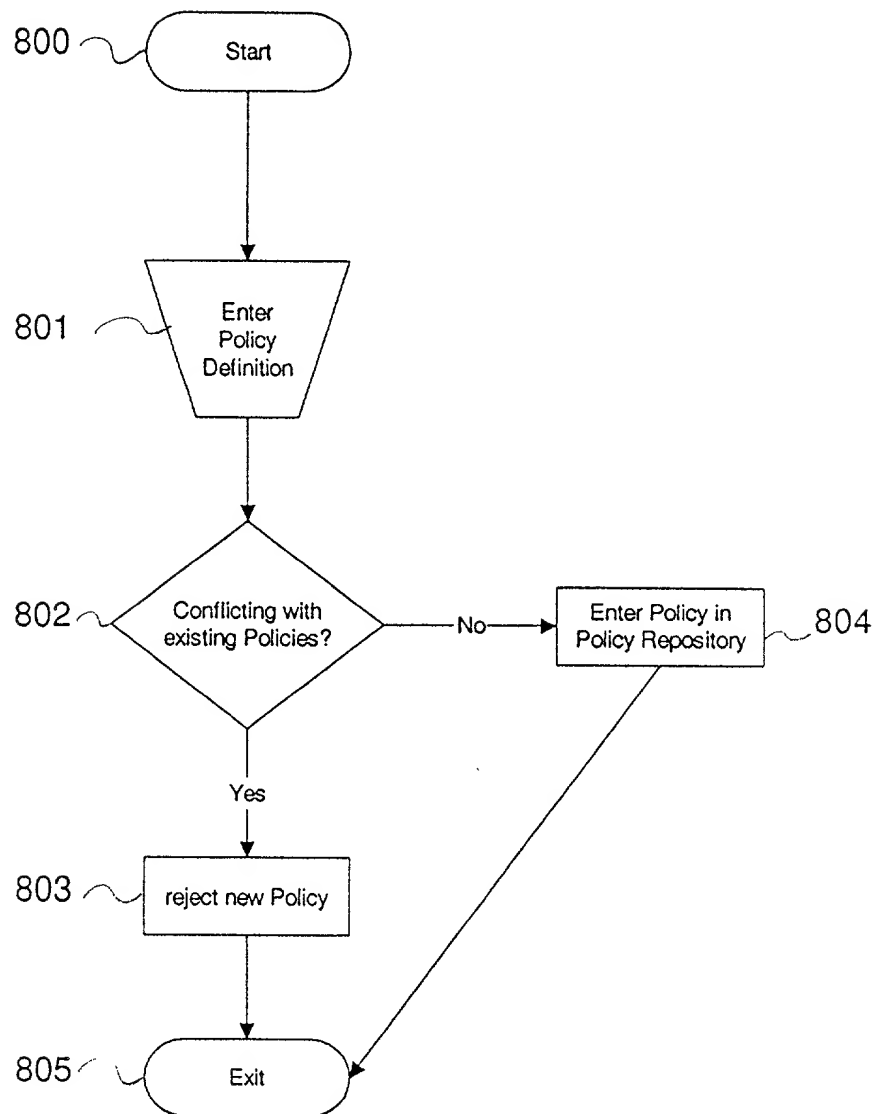 800
Start
801
Enter
Policy
Definition
802
Conflicting with
existing Policies?
No
Enter Policy in
Policy Repository
804
Yes
803
reject new Policy
805
Exit